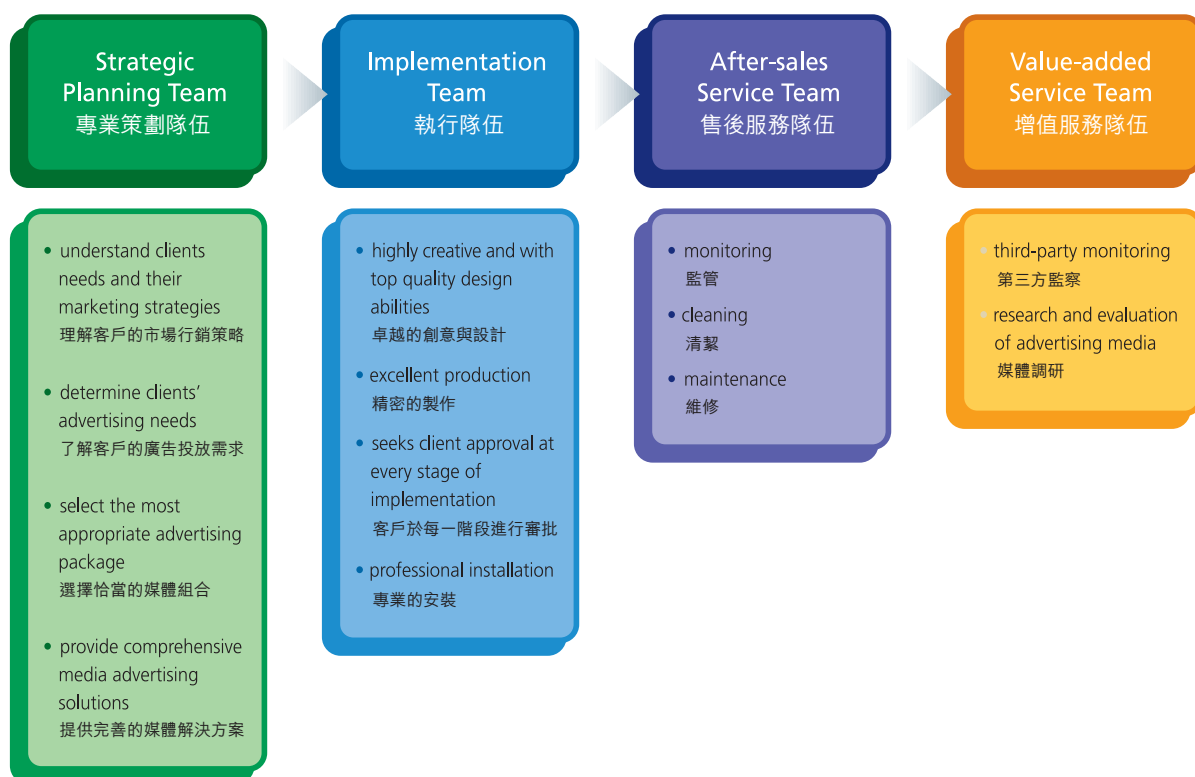 Strategic
Planning Team
專業策劃隊伍
Implementation
Team
執行隊伍
After-sales
Service Team
售後服務隊伍
Value-added
Service Team
增值服務隊伍
• understand clients
needs and their
marketing strategies
理解客戶的市場行銷策略
• determine clients’
advertising needs
了解客戶的廣告投放需求
• select the most
appropriate advertising
package
選擇恰當的媒體組合
• provide comprehensive
media advertising
solutions
提供完善的媒體解決方案
• highly creative and with
top quality design
abilities
卓越的創意與設計
• excellent production
精密的製作
• seeks client approval at
every stage of
implementation
客戶於每一階段進行審批
• professional installation
專業的安裝
• monitoring
監管
• cleaning
清絜
• maintenance
維修
• third-party monitoring
第三方監察
• research and evaluation
of advertising media
媒體調研